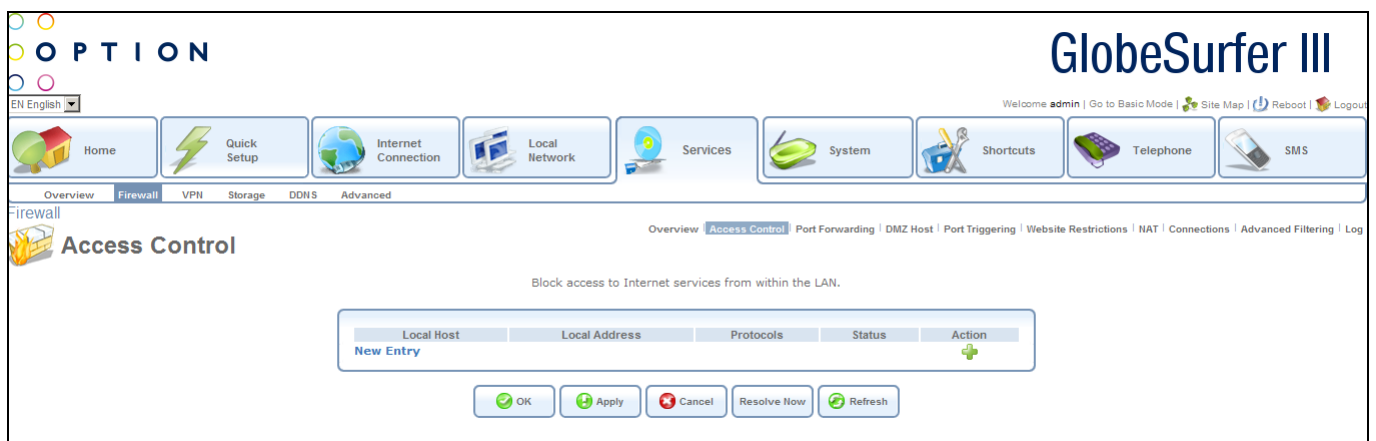 OPTION
GlobeSurfer III
EN English
Welcome admin | Go to Basic Mode | Site Map | Reboot | Logout
Home
Quick Setup
Internet Connection
Local Network
Services
System
Shortcuts
Telephone
SMS
Overview Firewall VPN Storage DDNS Advanced
Firewall
Access Control
Overview | Access Control | Port Forwarding | DMZ Host | Port Triggering | Website Restrictions | NAT | Connections | Advanced Filtering | Log
Block access to Internet services from within the LAN.
Local Host Local Address Protocols Status Action
New Entry
OK Apply Cancel Resolve Now Refresh